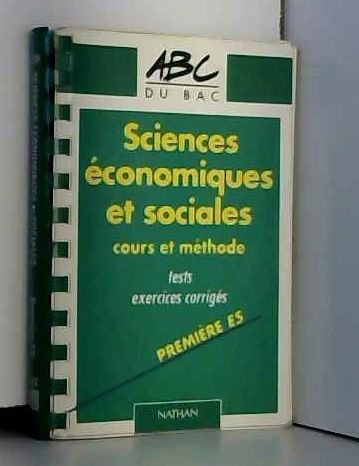 ABC
DU BAC
Sciences
économiques
et sociales
cours et méthode
tests
exercices corrigés
PREMIÈRE ES
NATHAN